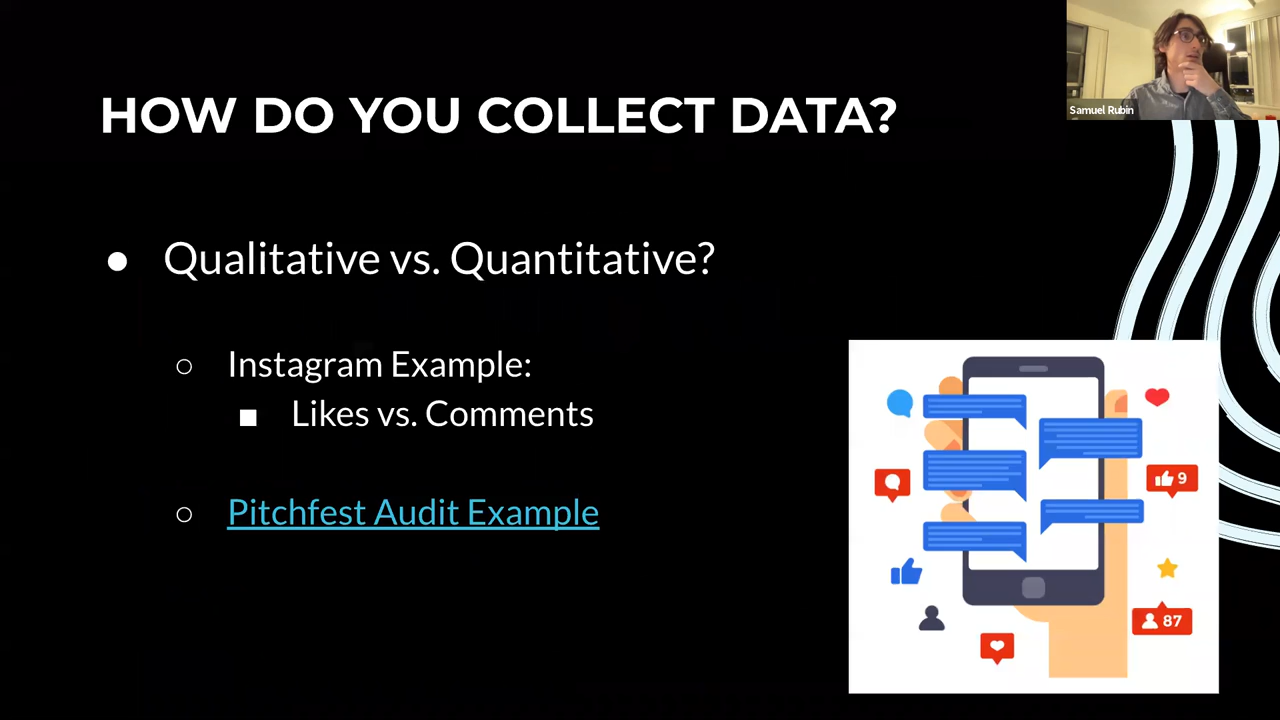 Samuel Rubin
HOW DO YOU COLLECT DATA?
● Qualitative vs. Quantitative?
○ Instagram Example:
■ Likes vs. Comments
○ Pitchfest Audit Example
9
87